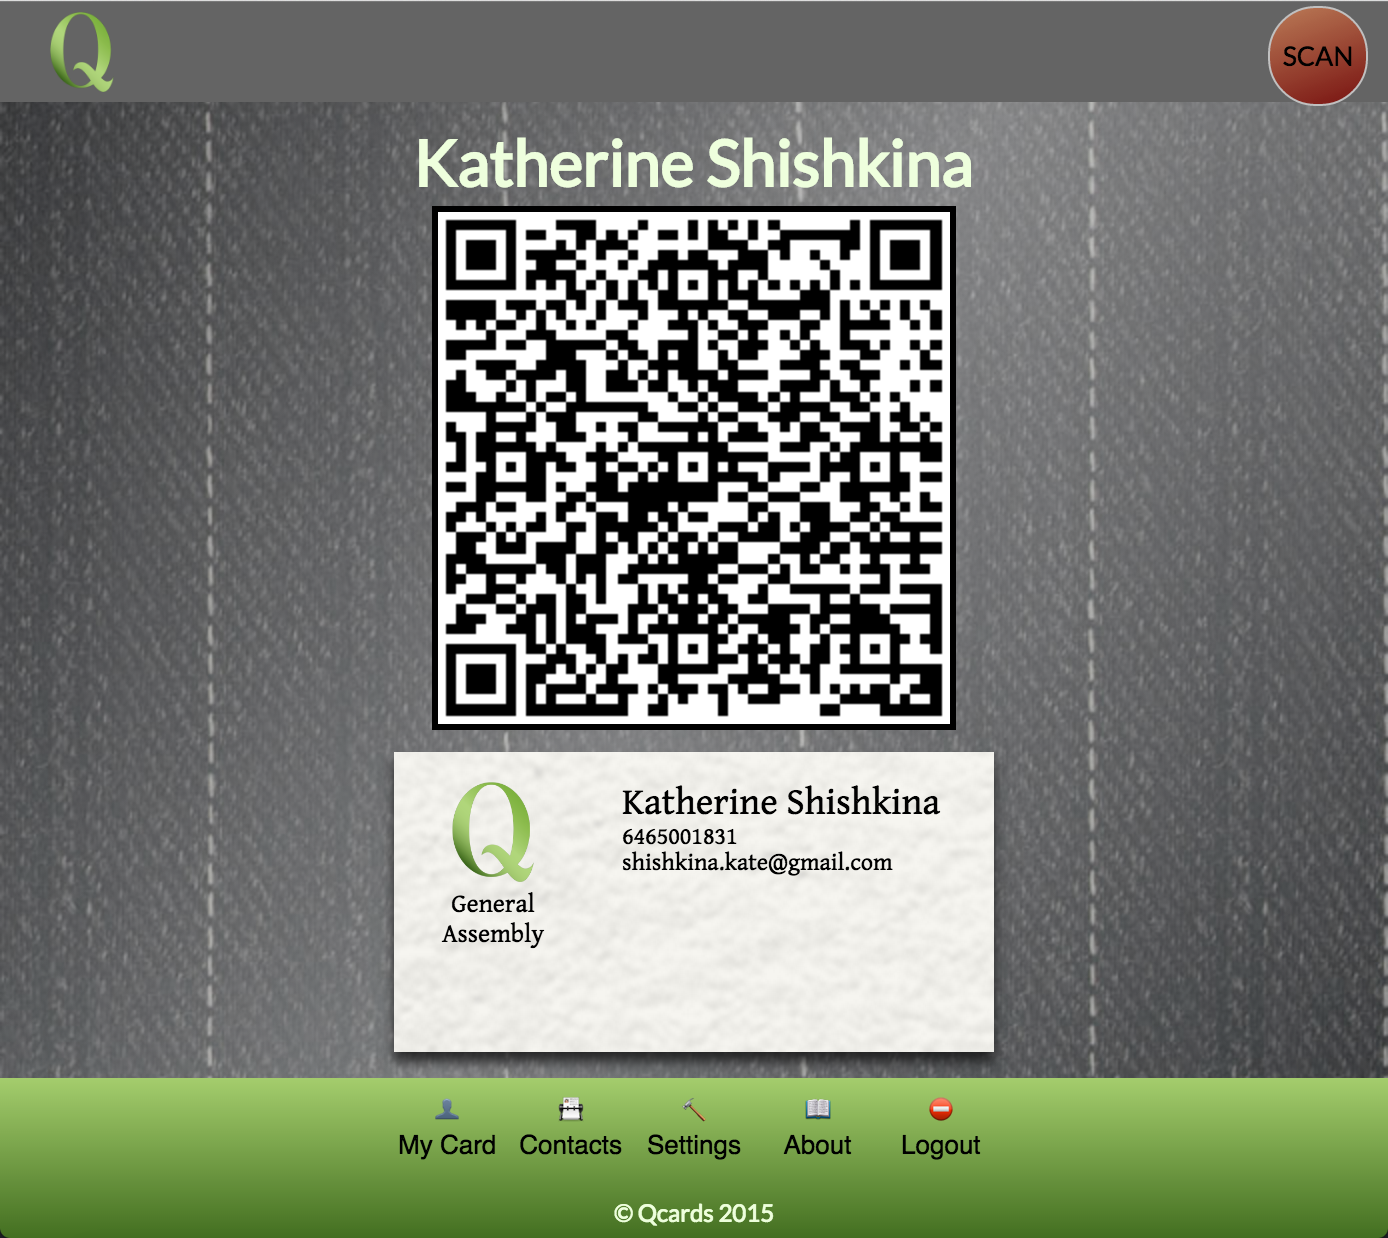 Q
SCAN
Katherine Shishkina
Q
General
Assembly
Katherine Shishkina
6465001831
shishkina.kate@gmail.com
My Card Contacts Settings About Logout
© Qcards 2015